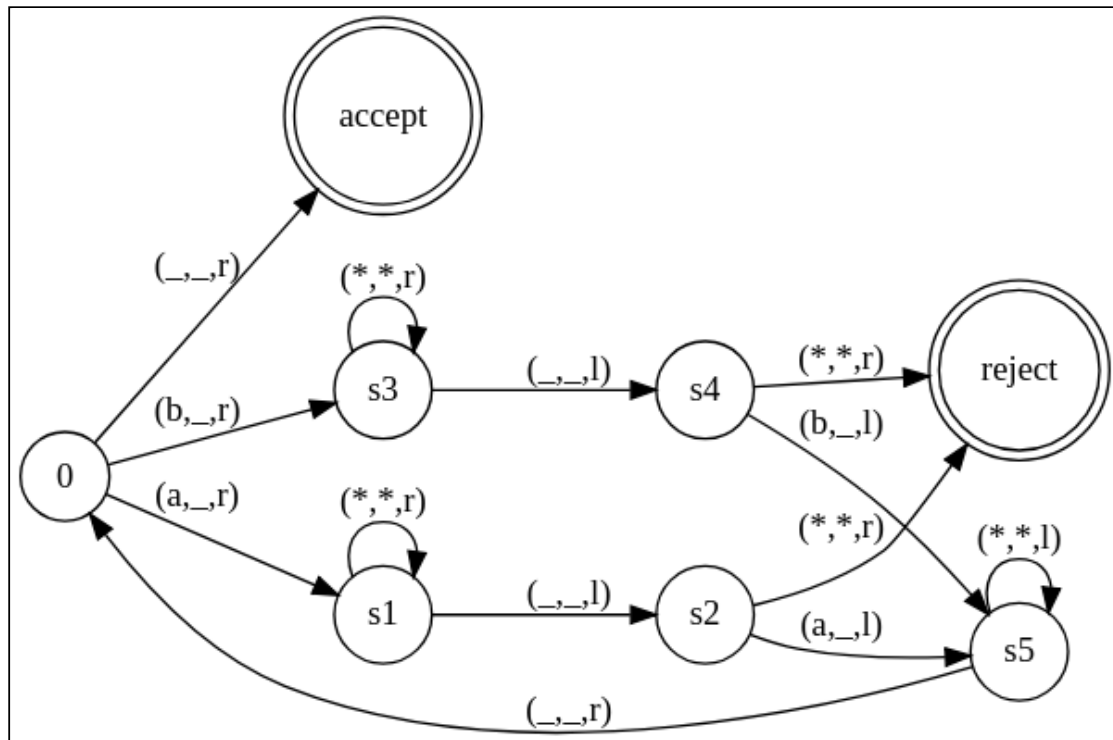 accept
(_,_,r)
(*,*,r)
s3
(_,_,l)
s4
(*,*,r)
reject
(b,_,r)
(b,_,l)
0
(a,_,r)
(*,*,r)
s1
(_,_,l)
s2
(*,*,r)
(a,_,l)
(*,*,l)
s5
(_,_,r)